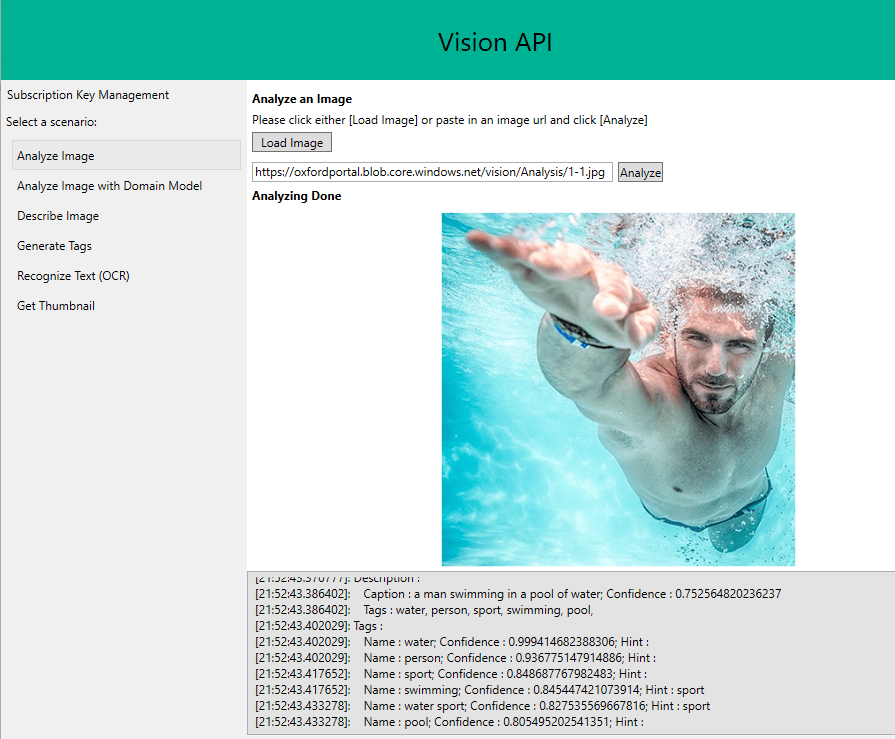 Vision API
Subscription Key Management
Select a scenario:
Analyze Image
Analyze Image with Domain Model
Describe Image
Generate Tags
Recognize Text (OCR)
Get Thumbnail
Analyze an Image
Please click either [Load Image] or paste in an image url and click [Analyze]
Load Image
https://oxfordportal.blob.core.windows.net/vision/Analysis/1-1.jpg Analyze
Analyzing Done
[21:52:43.370777]: Description :
[21:52:43.386402]: Caption : a man swimming in a pool of water; Confidence : 0.752564820236237
[21:52:43.386402]: Tags : water, person, sport, swimming, pool,
[21:52:43.402029]: Tags :
[21:52:43.402029]: Name : water; Confidence : 0.999414682388306; Hint :
[21:52:43.402029]: Name : person; Confidence : 0.936775147914886; Hint :
[21:52:43.417652]: Name : sport; Confidence : 0.848687767982483; Hint :
[21:52:43.417652]: Name : swimming; Confidence : 0.845447421073914; Hint : sport
[21:52:43.433278]: Name : water sport; Confidence : 0.827535569667816; Hint : sport
[21:52:43.433278]: Name : pool; Confidence : 0.805495202541351; Hint :